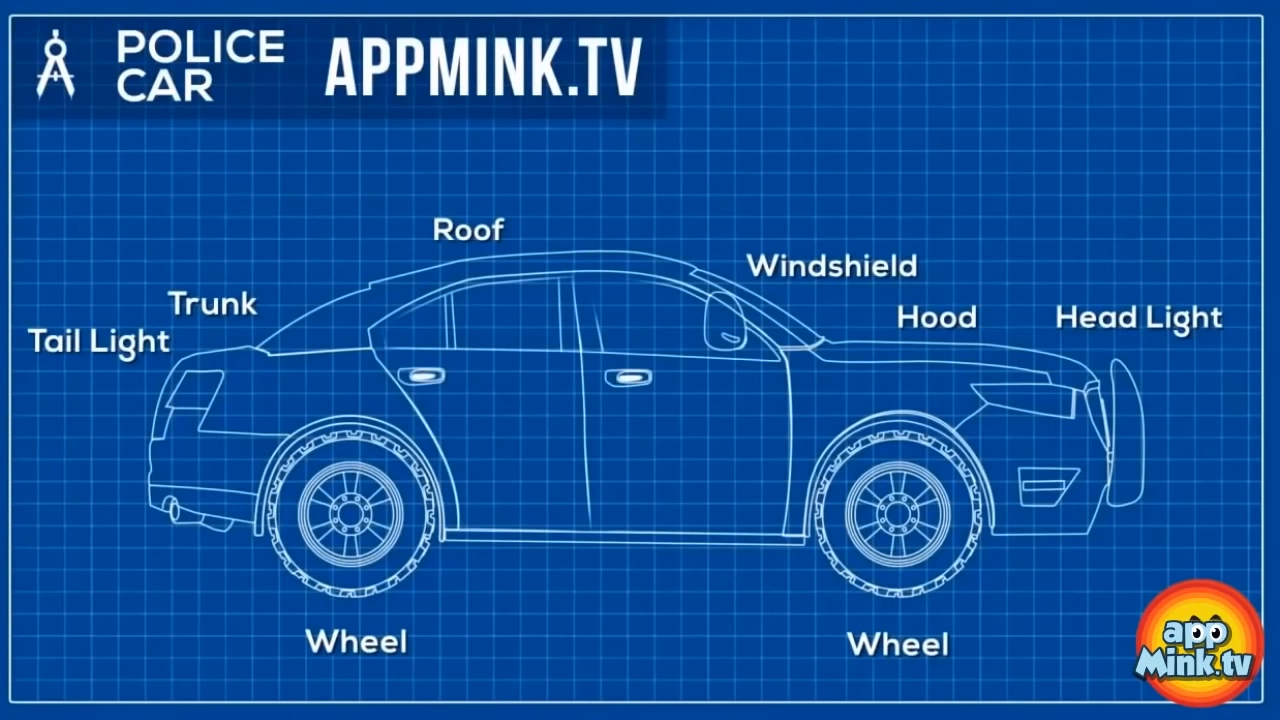 POLICE
CAR
APPMINK.TV
Roof
Windshield
Trunk
Hood
Head Light
Tail Light
Wheel
Wheel
app
Mink.tv